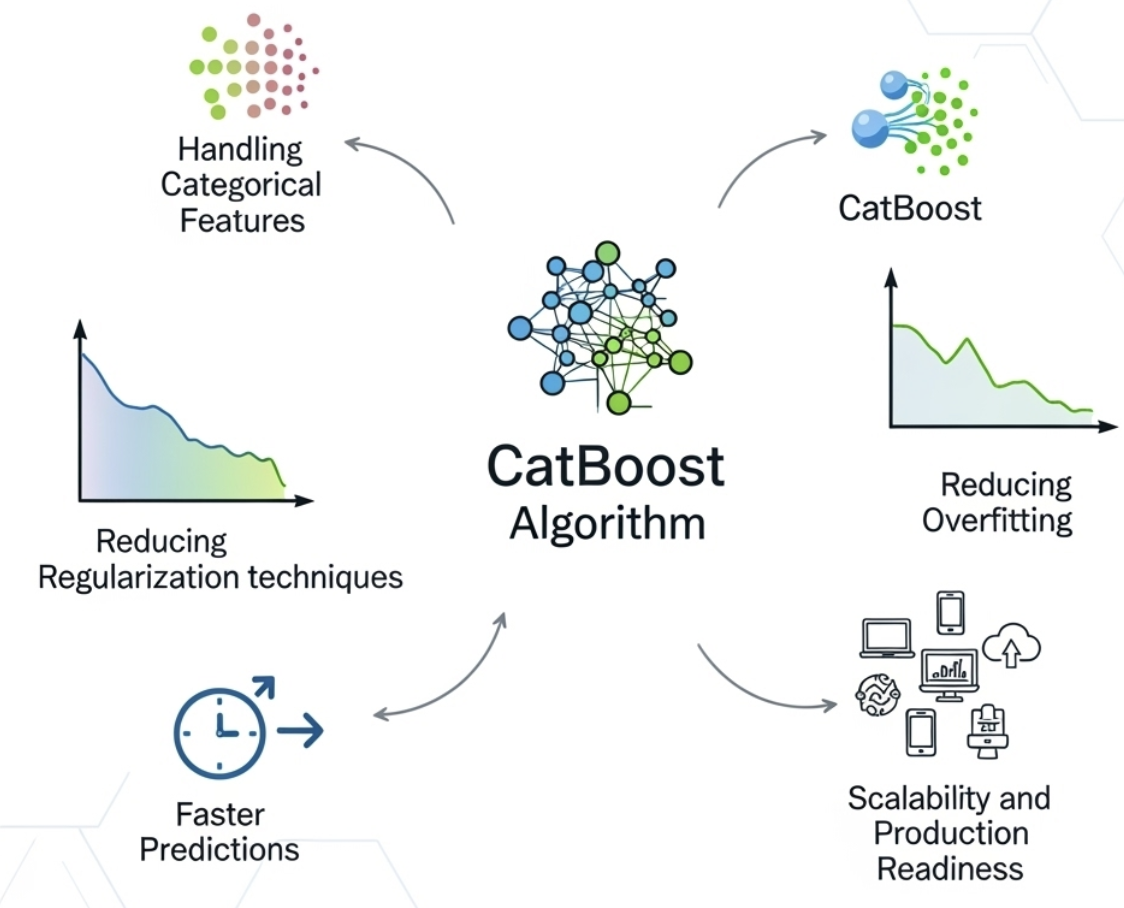 Handling
Categorical
Features
CatBoost
CatBoost
Algorithm
Reducing
Regularization techniques
Reducing
Overfitting
Faster
Predictions
Scalability and
Production
Readiness